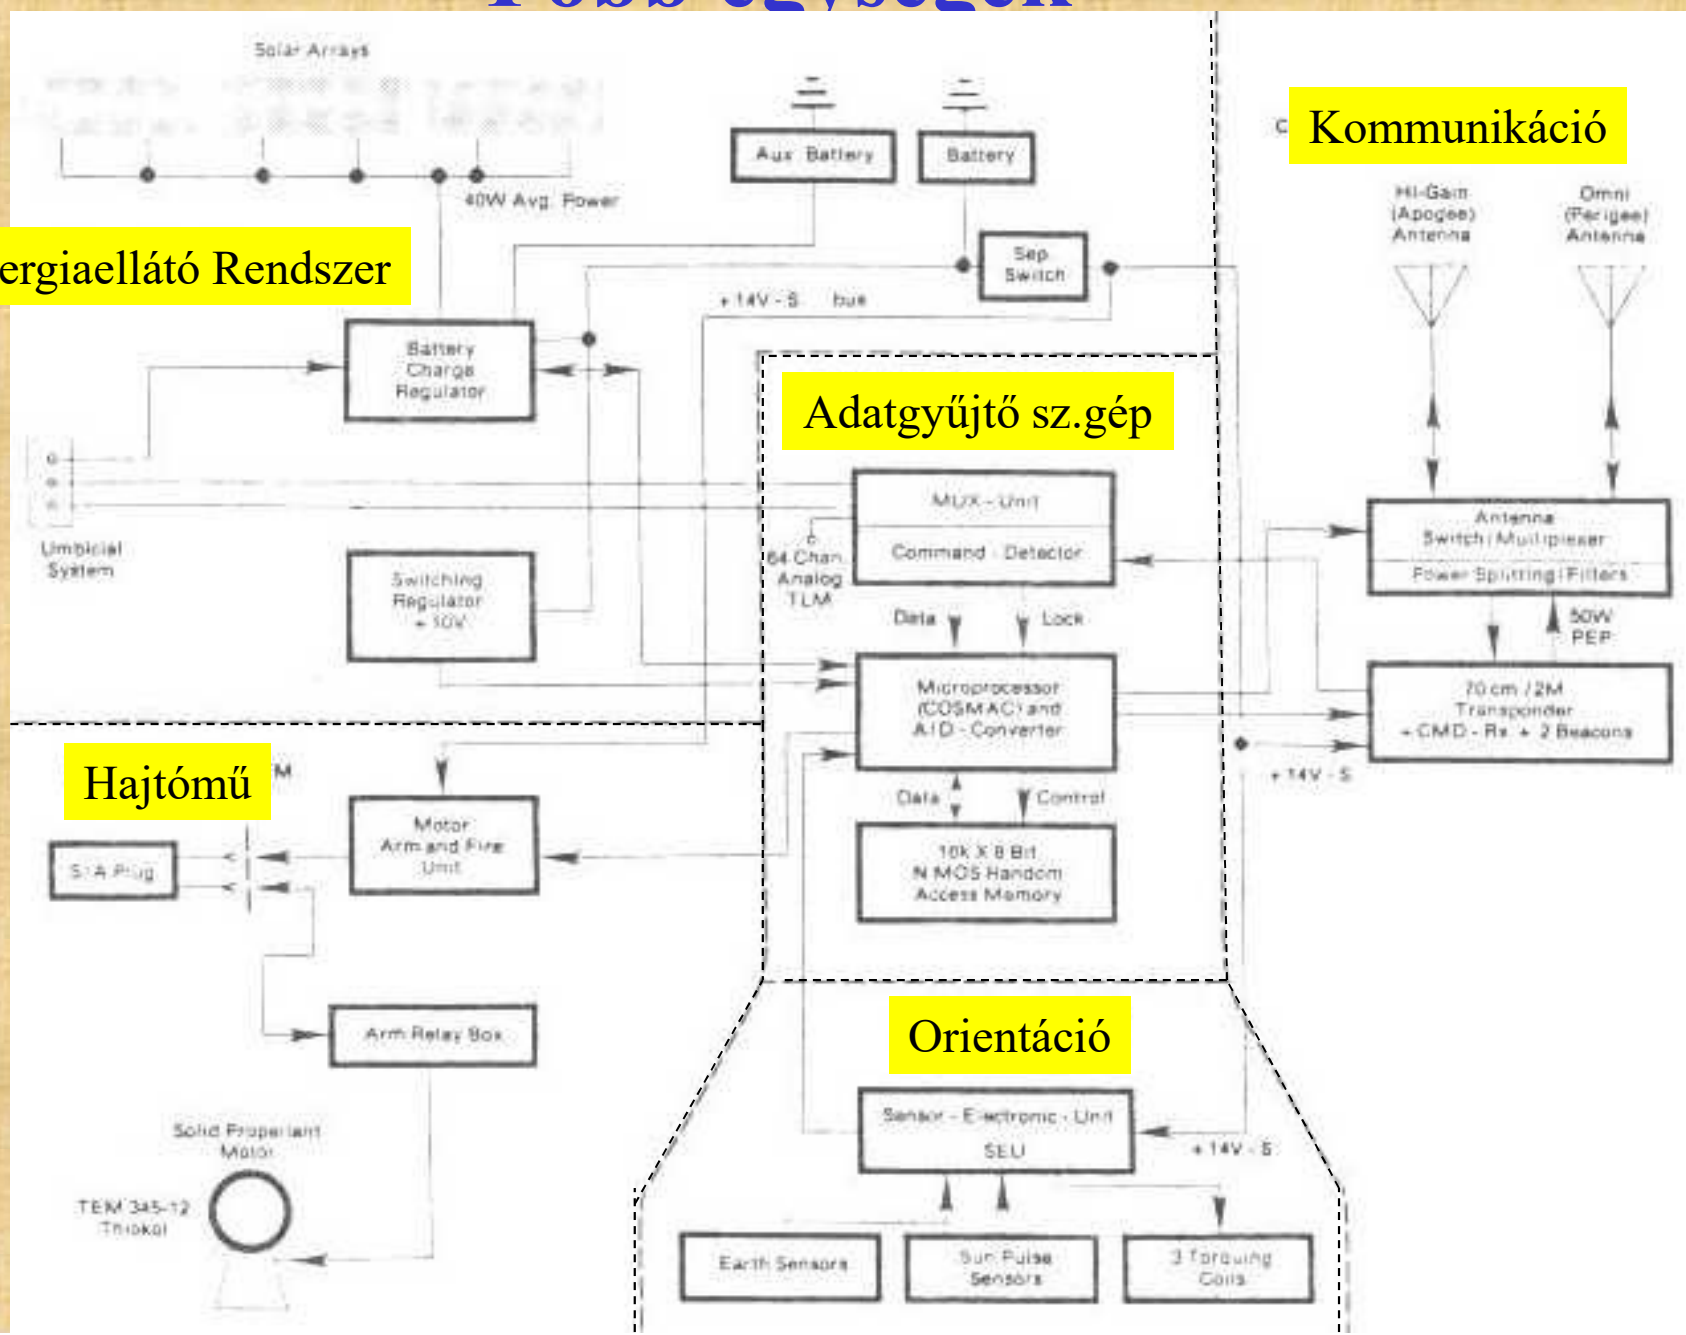 Főbb egységek
Solar Arrays
40W Avg. Power
Aux Battery
Battery
Kommunikáció
Hi-Gain
(Apogee)
Antenna
Omni
(Perigee)
Antenna
ergiaellátó Rendszer
Sep.
Switch
+ 14V - S bus
Battery
Charge
Regulator
Adatgyűjtő sz.gép
MUX - Unit
Command - Detector
64 Chan.
Analog
TLM
Antenna
Switch/Multiplexer
Power Splitting/Filters
50W
PEP
Umbicial
System
Switching
Regulator
+ 10V
Data
Lock
Microprocessor
(COSMAC) and
A/D - Converter
70 cm / 2M
Transponder
+ CMD - Rx + 2 Beacons
+ 14V - S
Hajtómű
M
Motor
Arm and Fire
Unit
S/A Plug
Data
Control
16k X 8 Bit
N MOS Random
Access Memory
Arm Relay Box
Orientáció
Sensor - Electronic - Unit
SEU
+ 14V - S
Solid Propellant
Motor
TEM 345-12
Thiokol
Earth Sensors
Sun Pulse
Sensors
3 Torquing
Coils